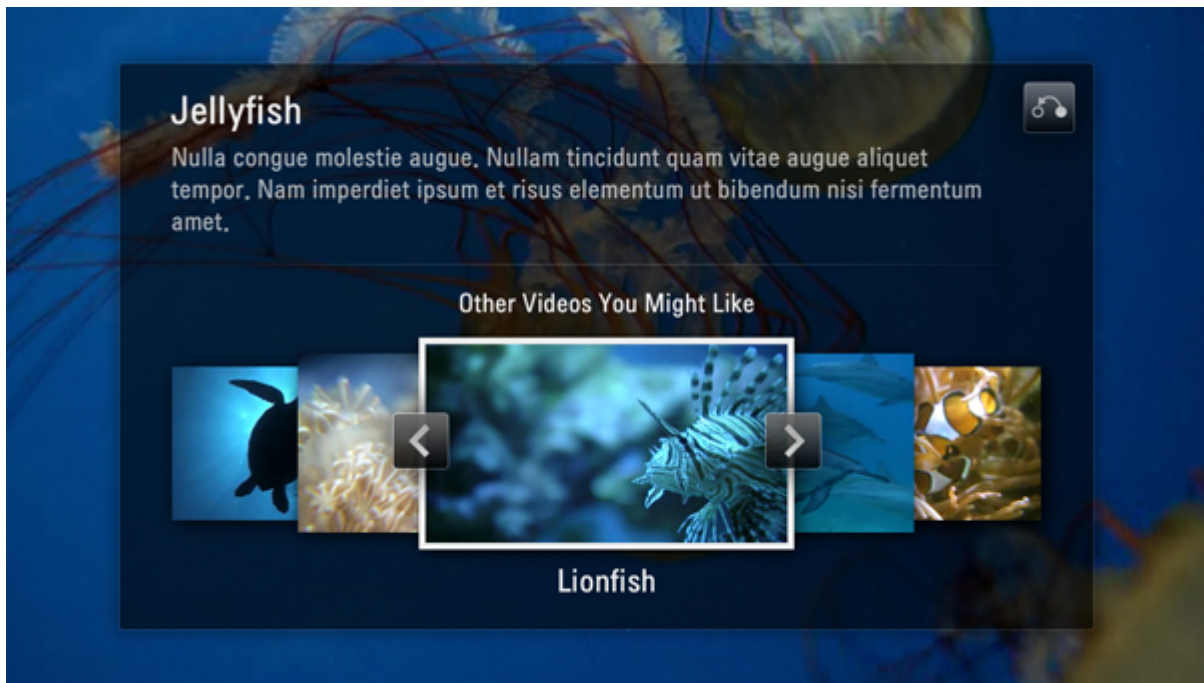 Jellyfish
Nulla congue molestie augue. Nullam tincidunt quam vitae augue aliquet
tempor. Nam imperdiet ipsum et risus elementum ut bibendum nisi fermentum
amet.
Other Videos You Might Like
Lionfish